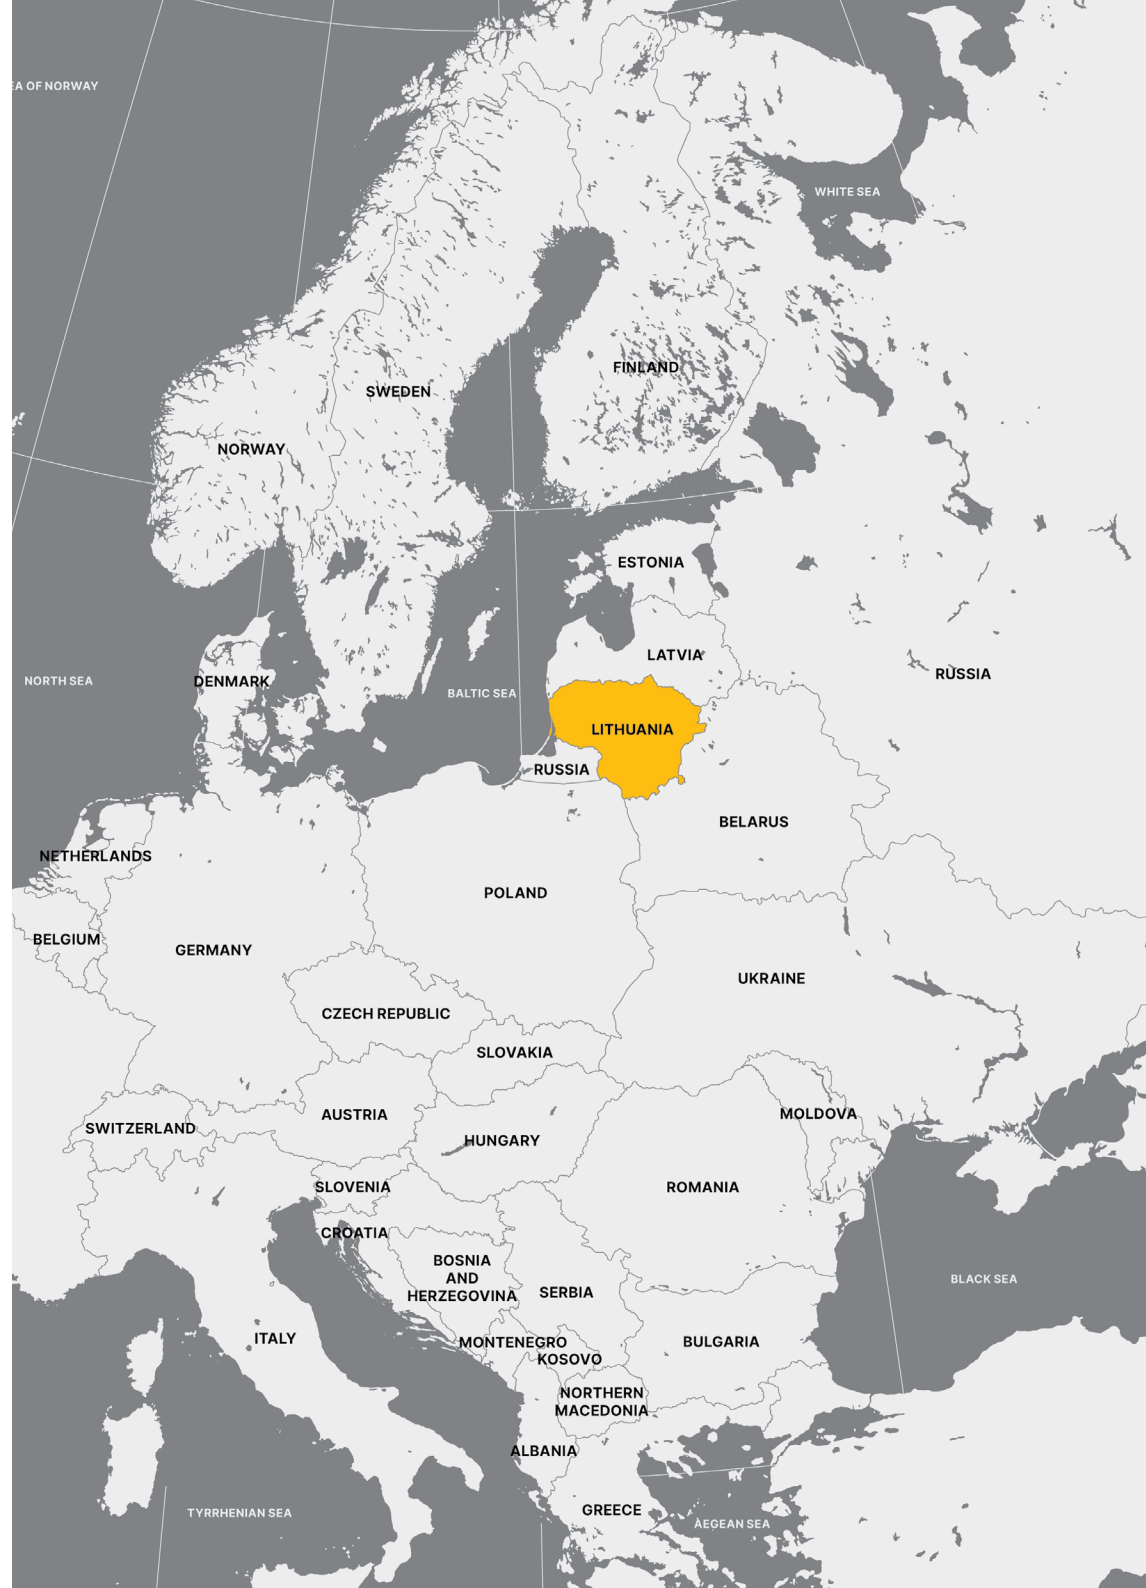 EA OF NORWAY
WHITE SEA
FINLAND
SWEDEN
NORWAY
ESTONIA
LATVIA
RUSSIA
NORTH SEA
DENMARK
BALTIC SEA
LITHUANIA
RUSSIA
BELARUS
NETHERLANDS
POLAND
BELGIUM
GERMANY
UKRAINE
CZECH REPUBLIC
SLOVAKIA
AUSTRIA
MOLDOVA
SWITZERLAND
HUNGARY
SLOVENIA
ROMANIA
CROATIA
BOSNIA
AND
HERZEGOVINA
SERBIA
BLACK SEA
ITALY
MONTENEGRO
BULGARIA
KOSOVO
NORTHERN
MACEDONIA
ALBANIA
TYRRHENIAN SEA
GREECE
AEGEAN SEA